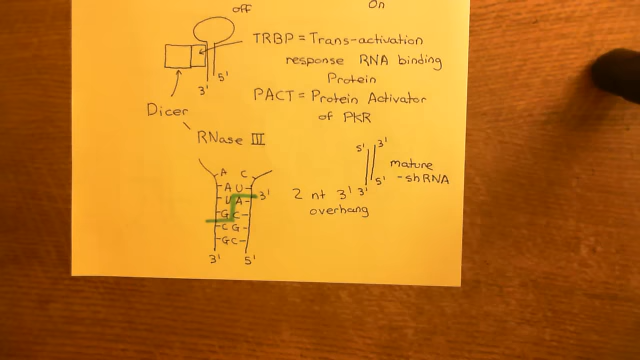 off
On
TRBP = Trans-activation
response RNA binding
Protein
5'
3'
PACT = Protein Activator
of PKR
Dicer
RNase III
5' 3'
mature
-shRNA
3' 5'
2 nt 3'
overhang
A C
A U
U A 3'
G C
C G
G C
3' 5'